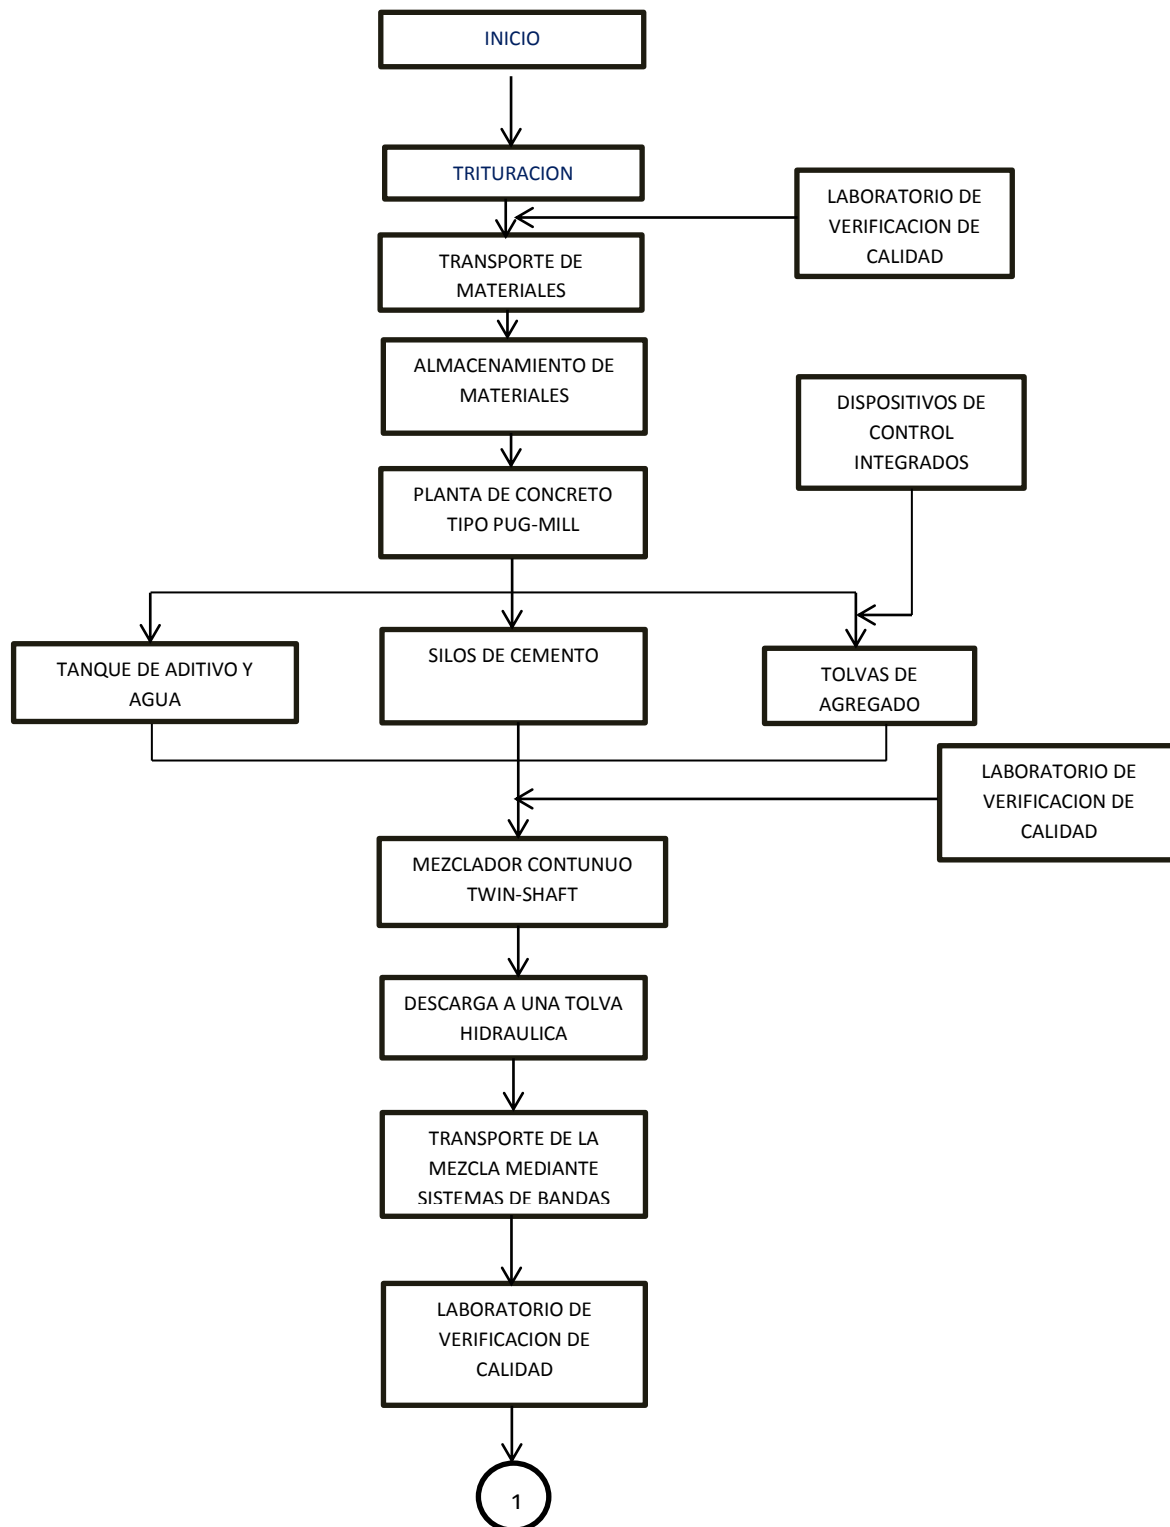 INICIO
TRITURACION
LABORATORIO DE
VERIFICACION DE
CALIDAD
TRANSPORTE DE
MATERIALES
ALMACENAMIENTO DE
MATERIALES
DISPOSITIVOS DE
CONTROL
INTEGRADOS
PLANTA DE CONCRETO
TIPO PUG-MILL
TANQUE DE ADITIVO Y
AGUA
SILOS DE CEMENTO
TOLVAS DE
AGREGADO
LABORATORIO DE
VERIFICACION DE
CALIDAD
MEZCLADOR CONTUNUO
TWIN-SHAFT
DESCARGA A UNA TOLVA
HIDRAULICA
TRANSPORTE DE LA
MEZCLA MEDIANTE
SISTEMAS DE BANDAS
LABORATORIO DE
VERIFICACION DE
CALIDAD
1